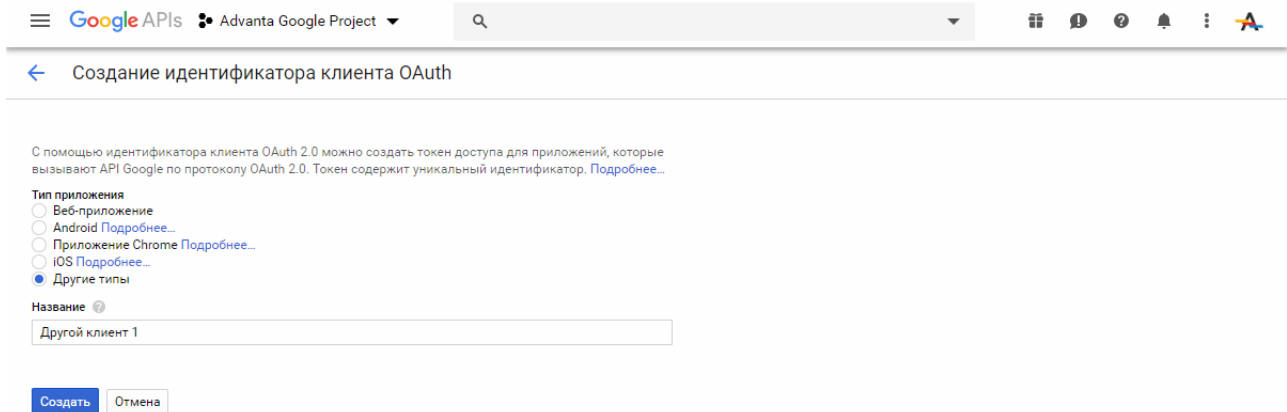 Google APIs Advanta Google Project
Создание идентификатора клиента OAuth
С помощью идентификатора клиента OAuth 2.0 можно создать токен доступа для приложений, которые
вызывают API Google по протоколу OAuth 2.0. Токен содержит уникальный идентификатор. Подробнее...
Тип приложения
Веб-приложение
Android Подробнее...
Приложение Chrome Подробнее...
iOS Подробнее...
Другие типы
Название ?
Другой клиент 1
Создать Отмена